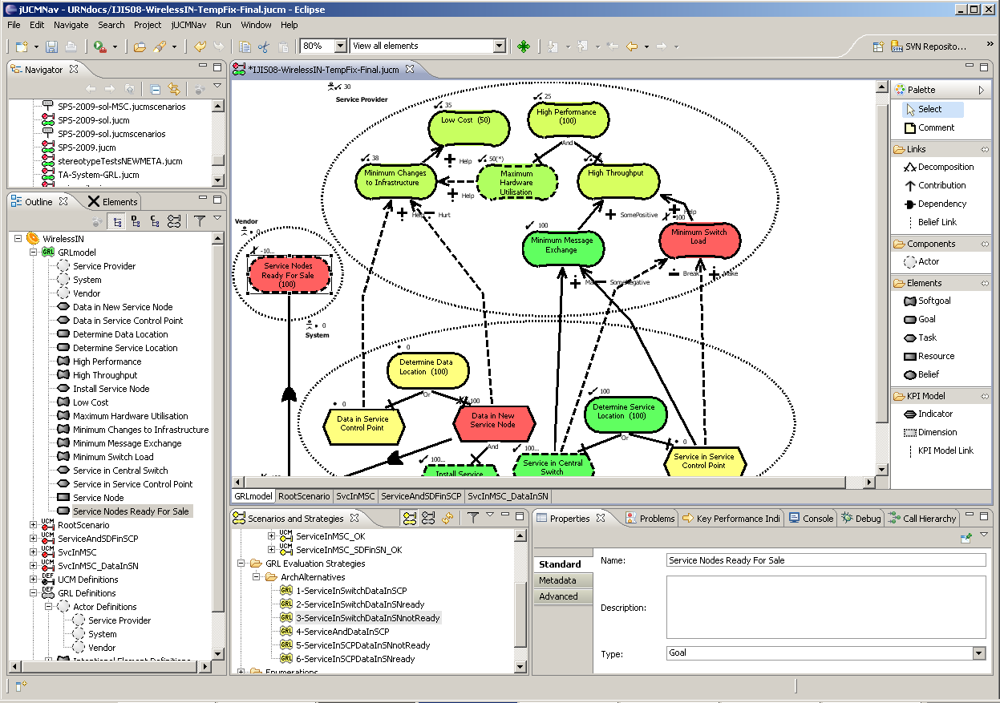 jUCMNav - URNdocs/IJIS08-WirelessIN-TempFix-Final.jucm - Eclipse
File Edit Navigate Search Project jUCMNav Run Window Help
80% View all elements SVN Reposito...
Navigator
SPS-2009-sol-MSC.jucmscenarios
SPS-2009-sol.jucm
SPS-2009-sol.jucmscenarios
SPS-2009.jucm
stereotypeTestsNEWMETA.jucm
TA-System-GRL.jucm
Outline Elements
WirelessIN
GRLmodel
Service Provider
System
Vendor
Data in New Service Node
Data in Service Control Point
Determine Data Location
Determine Service Location
High Performance
High Throughput
Install Service Node
Low Cost
Maximum Hardware Utilisation
Minimum Changes to Infrastructure
Minimum Message Exchange
Minimum Switch Load
Service in Central Switch
Service in Service Control Point
Service Node
Service Nodes Ready For Sale
RootScenario
ServiceAndSDFinSCP
SvcInMSC
SvcInMSC_DataInSN
UCM Definitions
GRL Definitions
Actor Definitions
Service Provider
System
Vendor
Intentional Element Definitions
*IJIS08-WirelessIN-TempFix-Final.jucm
30
Service Provider
35
Low Cost (50)
25
High Performance
(100)
And
38
Minimum Changes
to Infrastructure
Help
50(*)
Maximum
Hardware
Utilisation
Help
High Throughput
Help
Hurt
SomePositive
Help
100
Minimum Message
Exchange
-100
Minimum Switch
Load
SomeNegative
Break
Make
Vendor
0
-10...
Service Nodes
Ready For Sale
(100)
0
System
0
Determine Data
Location (100)
Or
0
Data in Service
Control Point
-100
Data in New
Service Node
And
100...
Install Service
100
Determine Service
Location (100)
Or
100...
Service in Central
Switch
0
Service in Service
Control Point
GRLmodel RootScenario SvcInMSC ServiceAndSDFinSCP SvcInMSC_DataInSN
Palette
Select
Comment
Links
Decomposition
Contribution
Dependency
Belief Link
Components
Actor
Elements
Softgoal
Goal
Task
Resource
Belief
KPI Model
Indicator
Dimension
KPI Model Link
Scenarios and Strategies
ServiceInMSC_OK
ServiceInMSC_SDFinSN_OK
GRL Evaluation Strategies
ArchAlternatives
1-ServiceInSwitchDataInSCP
2-ServiceInSwitchDataInSNready
3-ServiceInSwitchDataInSNnotReady
4-ServiceAndDataInSCP
5-ServiceInSCPDataInSNnotReady
6-ServiceInSCPDataInSNready
Enumerations
Properties Problems Key Performance Indi Console Debug Call Hierarchy
Standard
Metadata
Advanced
Name: Service Nodes Ready For Sale
Description:
Type: Goal